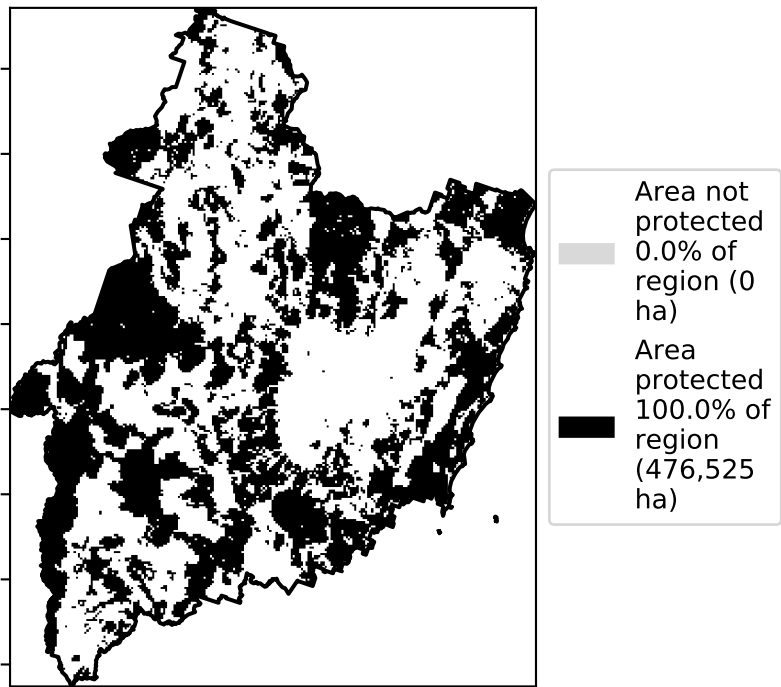 Area not
protected
0.0% of
region (0
ha)
Area
protected
100.0% of
region
(476,525
ha)